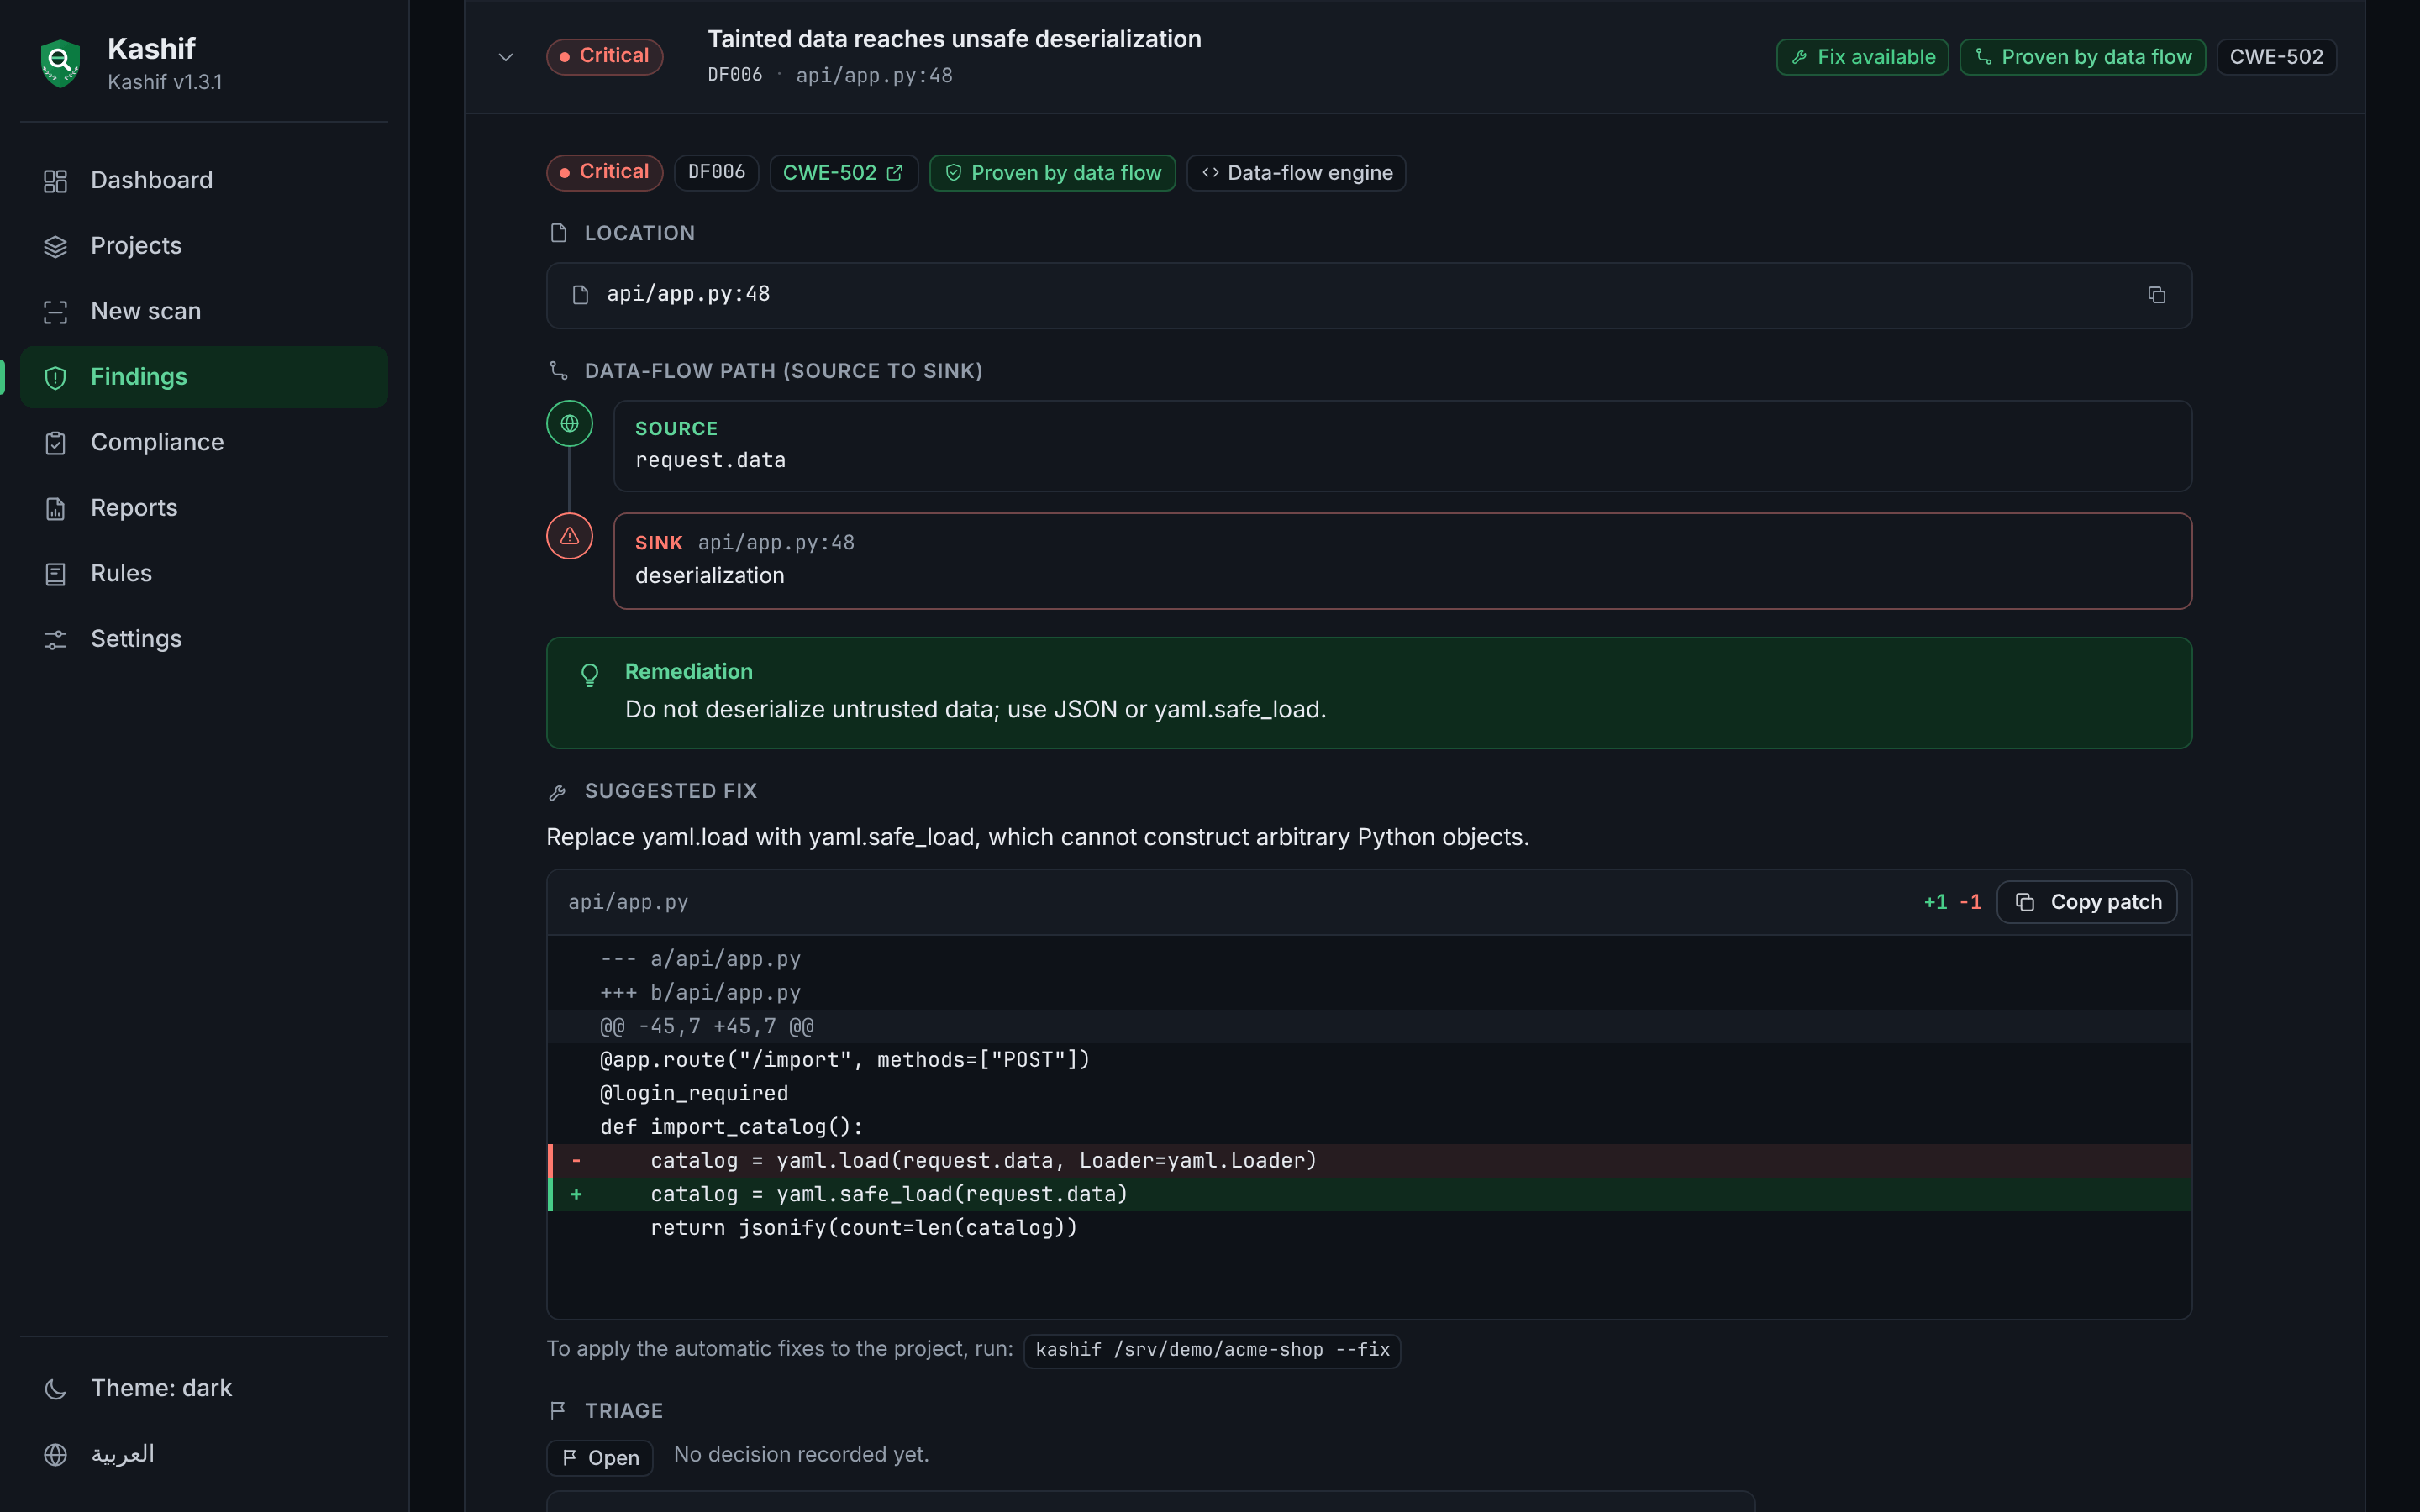 Kashif
Kashif v1.3.1
Dashboard
Projects
New scan
Findings
Compliance
Reports
Rules
Settings
Theme: dark
العربية
Critical
Tainted data reaches unsafe deserialization
DF006 · api/app.py:48
Fix available
Proven by data flow
CWE-502
Critical
DF006
CWE-502
Proven by data flow
Data-flow engine
LOCATION
api/app.py:48
DATA-FLOW PATH (SOURCE TO SINK)
SOURCE
request.data
SINK api/app.py:48
deserialization
Remediation
Do not deserialize untrusted data; use JSON or yaml.safe_load.
SUGGESTED FIX
Replace yaml.load with yaml.safe_load, which cannot construct arbitrary Python objects.
api/app.py
+1 -1
Copy patch
--- a/api/app.py
+++ b/api/app.py
@@ -45,7 +45,7 @@
@app.route("/import", methods=["POST"])
@login_required
def import_catalog():
-     catalog = yaml.load(request.data, Loader=yaml.Loader)
+     catalog = yaml.safe_load(request.data)
return jsonify(count=len(catalog))
To apply the automatic fixes to the project, run: kashif /srv/demo/acme-shop --fix
TRIAGE
Open
No decision recorded yet.